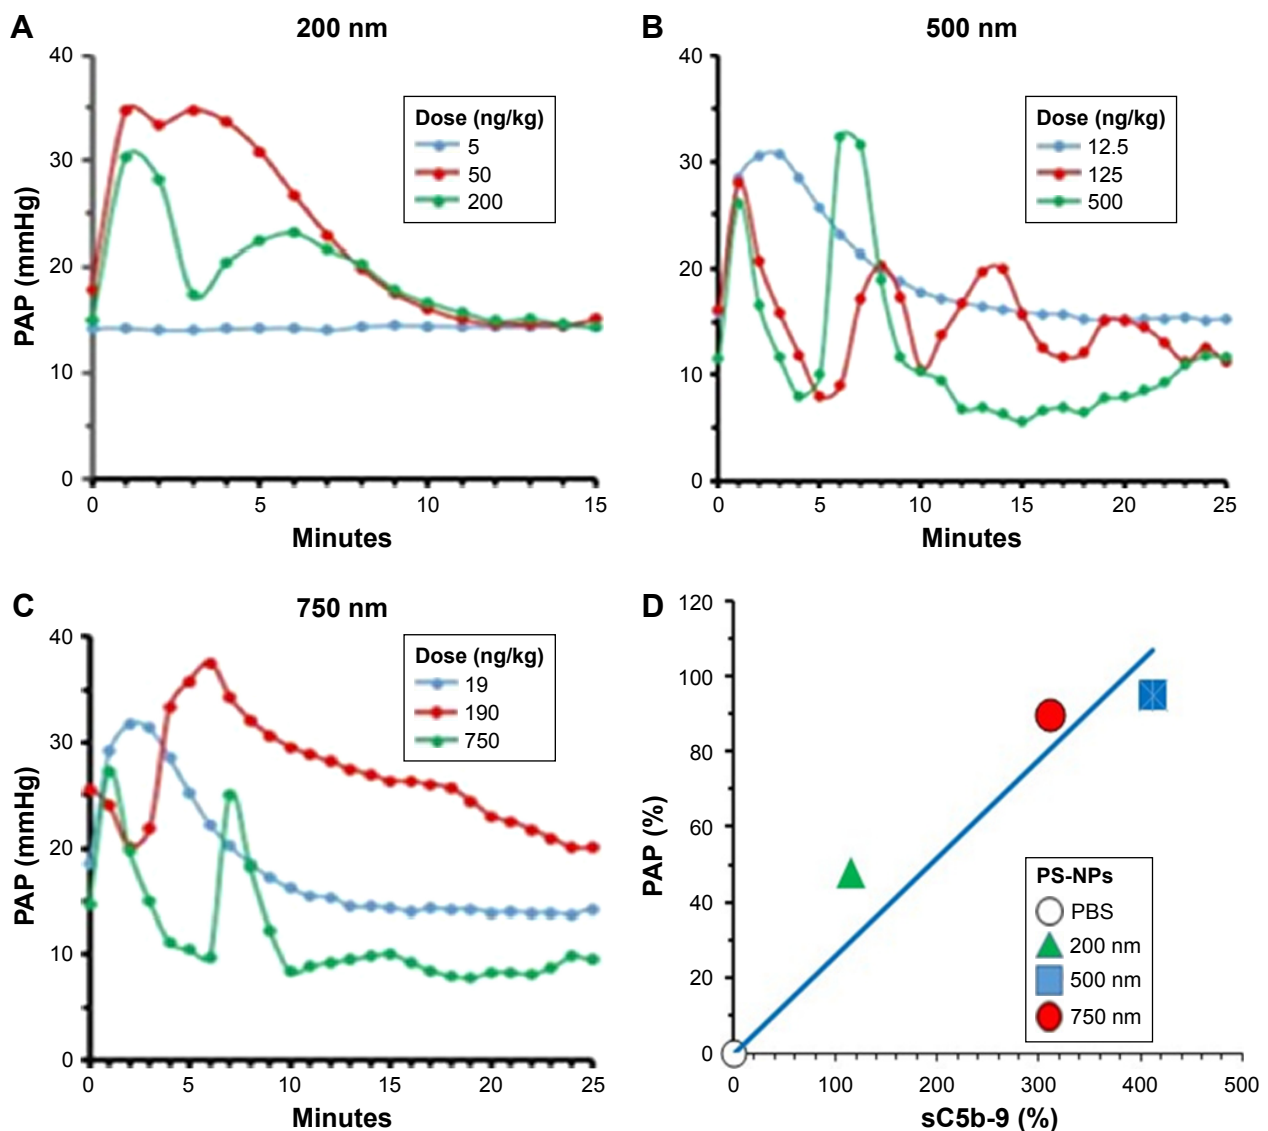 A
200 nm
40
30
20
10
0
PAP (mmHg)
Dose (ng/kg)
5
50
200
0
5
10
15
Minutes
B
500 nm
40
30
20
10
0
Dose (ng/kg)
12.5
125
500
0
5
10
15
20
25
Minutes
C
750 nm
40
30
20
10
0
PAP (mmHg)
Dose (ng/kg)
19
190
750
0
5
10
15
20
25
Minutes
D
120
100
80
60
40
20
0
PAP (%)
PS-NPs
PBS
200 nm
500 nm
750 nm
0
100
200
300
400
500
sC5b-9 (%)